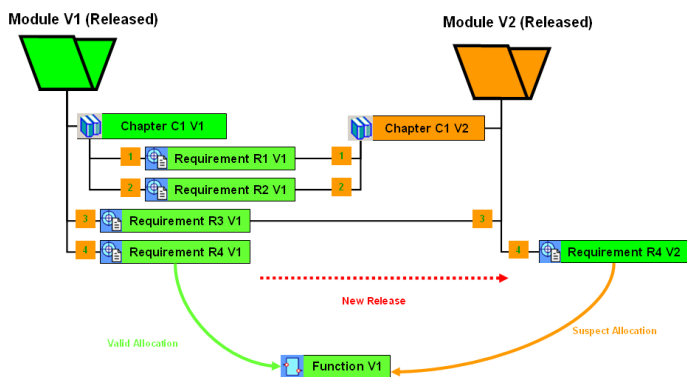 Module V1 (Released)
Module V2 (Released)
Chapter C1 V1
Chapter C1 V2
1 Requirement R1 V1 1
2 Requirement R2 V1 2
3 Requirement R3 V1 3
4 Requirement R4 V1 4 Requirement R4 V2
New Release
Valid Allocation
Suspect Allocation
Function V1